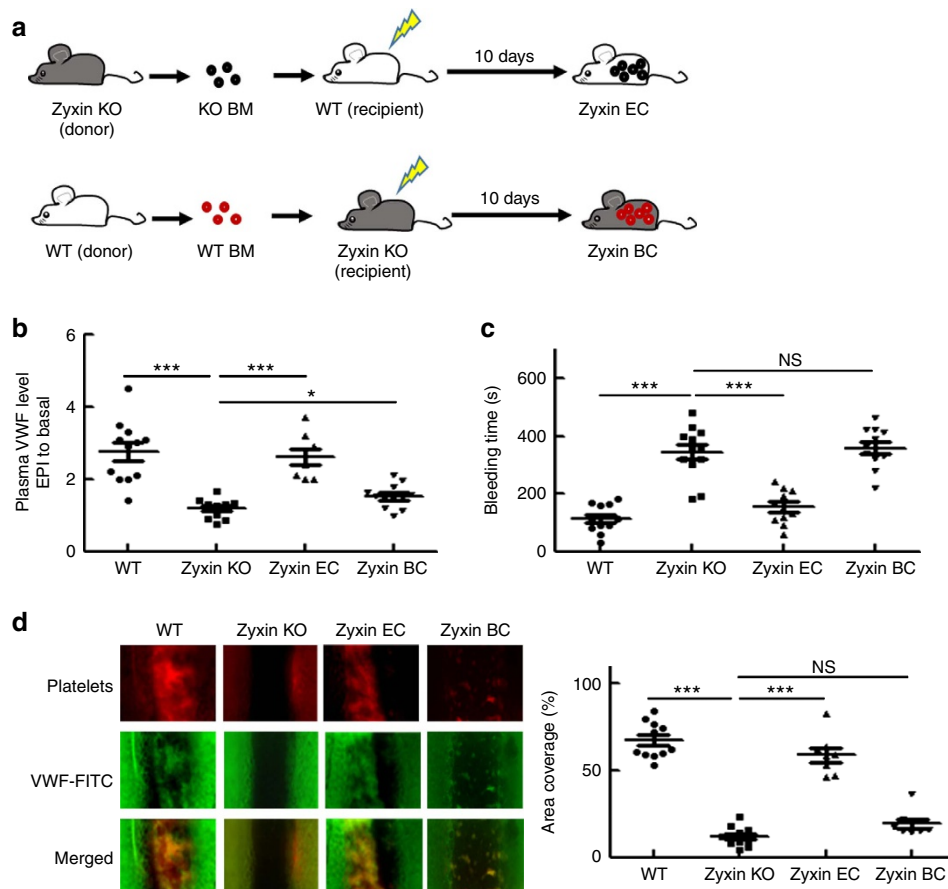 a
10 days
Zyxin KO
(donor)
KO BM
WT (recipient)
Zyxin EC
10 days
WT (donor)
WT BM
Zyxin KO
(recipient)
Zyxin BC
b
6
4
2
0
Plasma VWF level
EPI to basal
***
***
*
WT
Zyxin KO
Zyxin EC
Zyxin BC
c
600
400
200
0
Bleeding time (s)
NS
***
***
WT
Zyxin KO
Zyxin EC
Zyxin BC
d
WT
Zyxin KO
Zyxin EC
Zyxin BC
Platelets
VWF-FITC
Merged
100
50
0
Area coverage (%)
NS
***
***
WT
Zyxin KO
Zyxin EC
Zyxin BC